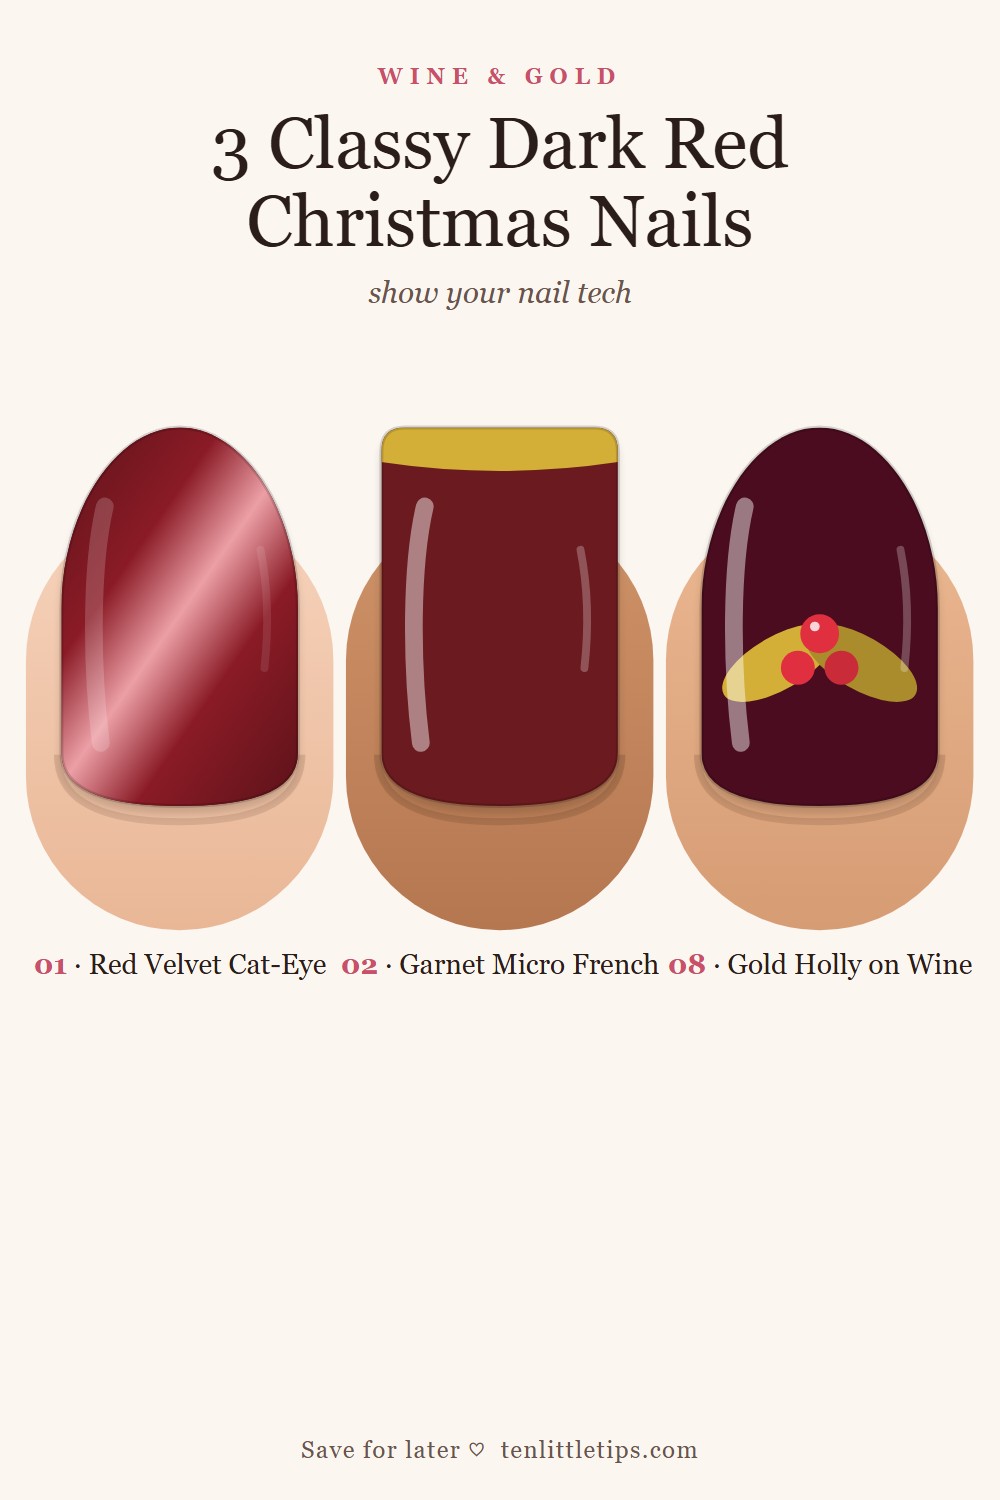 WINE & GOLD
3 Classy Dark Red
Christmas Nails
show your nail tech
01 · Red Velvet Cat-Eye 02 · Garnet Micro French 08 · Gold Holly on Wine
Save for later ♡ tenlittletips.com